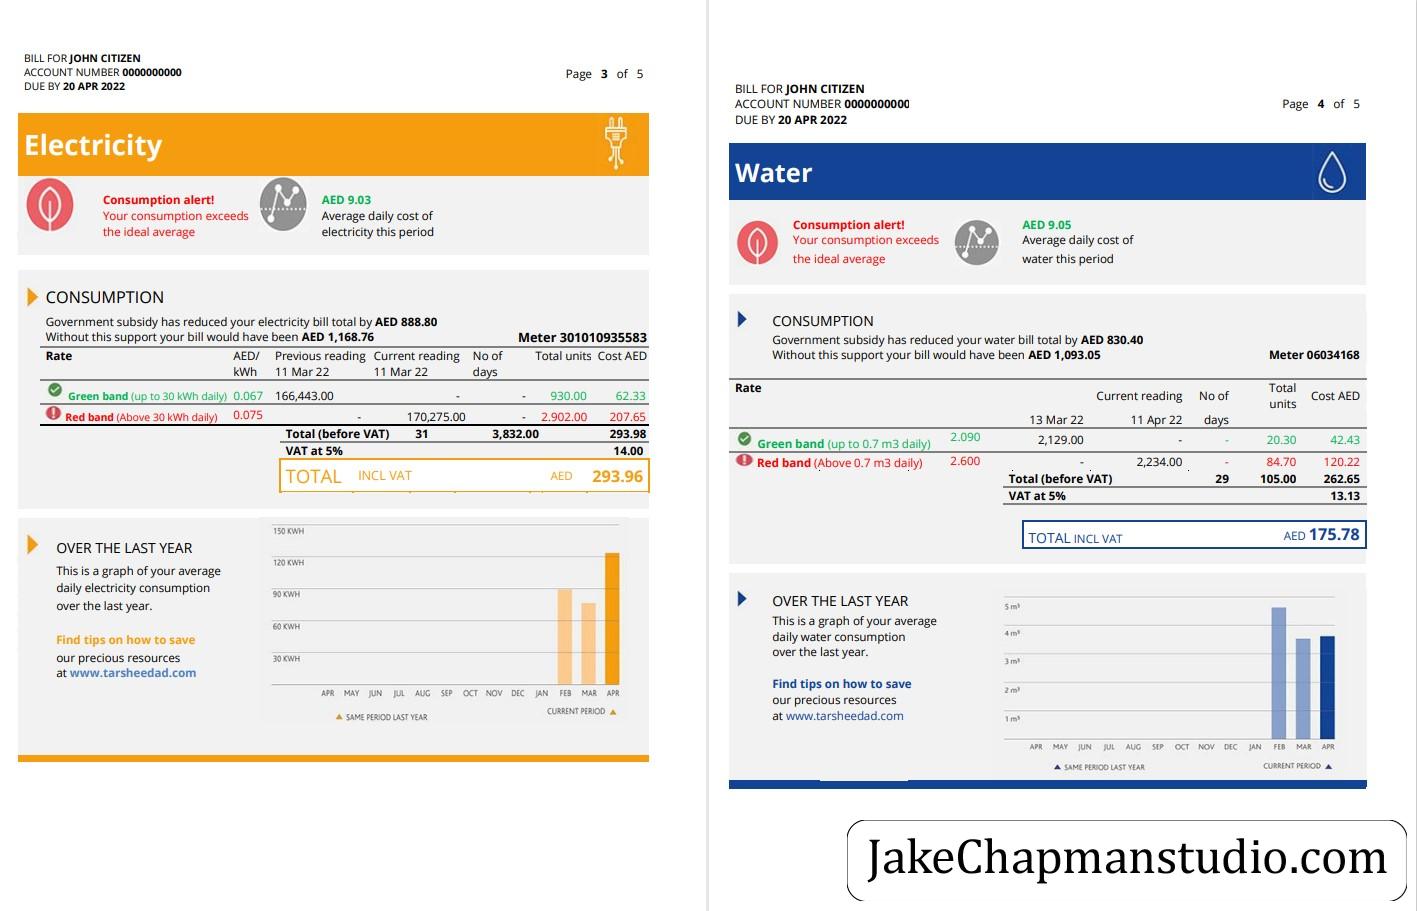 BILL FOR JOHN CITIZEN
ACCOUNT NUMBER 0000000000
DUE BY 20 APR 2022
Page 3 of 5
Electricity
Consumption alert!
Your consumption exceeds
the ideal average
AED 9.03
Average daily cost of
electricity this period
CONSUMPTION
Government subsidy has reduced your electricity bill total by AED 888.80
Without this support your bill would have been AED 1,168.76 Meter 301010935583
Rate AED/ Previous reading Current reading No of Total units Cost AED
kWh 11 Mar 22 11 Mar 22 days
Green band (up to 30 kWh daily) 0.067 166,443.00 - - 930.00 62.33
Red band (Above 30 kWh daily) 0.075 - 170,275.00 - 2.902.00 207.65
Total (before VAT) 31 3,832.00 293.98
VAT at 5% 14.00
TOTAL INCL VAT AED 293.96
OVER THE LAST YEAR
This is a graph of your average
daily electricity consumption
over the last year.
Find tips on how to save
our precious resources
at www.tarsheedad.com
150 KWH
120 KWH
90 KWH
60 KWH
30 KWH
APR MAY JUN JUL AUG SEP OCT NOV DEC JAN FEB MAR APR
SAME PERIOD LAST YEAR CURRENT PERIOD
BILL FOR JOHN CITIZEN
ACCOUNT NUMBER 0000000000
DUE BY 20 APR 2022
Page 4 of 5
Water
Consumption alert!
Your consumption exceeds
the ideal average
AED 9.05
Average daily cost of
water this period
CONSUMPTION
Government subsidy has reduced your water bill total by AED 830.40
Without this support your bill would have been AED 1,093.05 Meter 06034168
Rate Total Cost AED
units
Current reading No of
13 Mar 22 11 Apr 22 days
Green band (up to 0.7 m3 daily) 2.090 2,129.00 - - 20.30 42.43
Red band (Above 0.7 m3 daily) 2.600 - 2,234.00 - 84.70 120.22
Total (before VAT) 29 105.00 262.65
VAT at 5% 13.13
TOTAL INCL VAT AED 175.78
OVER THE LAST YEAR
This is a graph of your average
daily water consumption
over the last year.
Find tips on how to save
our precious resources
at www.tarsheedad.com
5 m³
4 m³
3 m³
2 m³
1 m³
APR MAY JUN JUL AUG SEP OCT NOV DEC JAN FEB MAR APR
SAME PERIOD LAST YEAR CURRENT PERIOD
JakeChapmanstudio.com